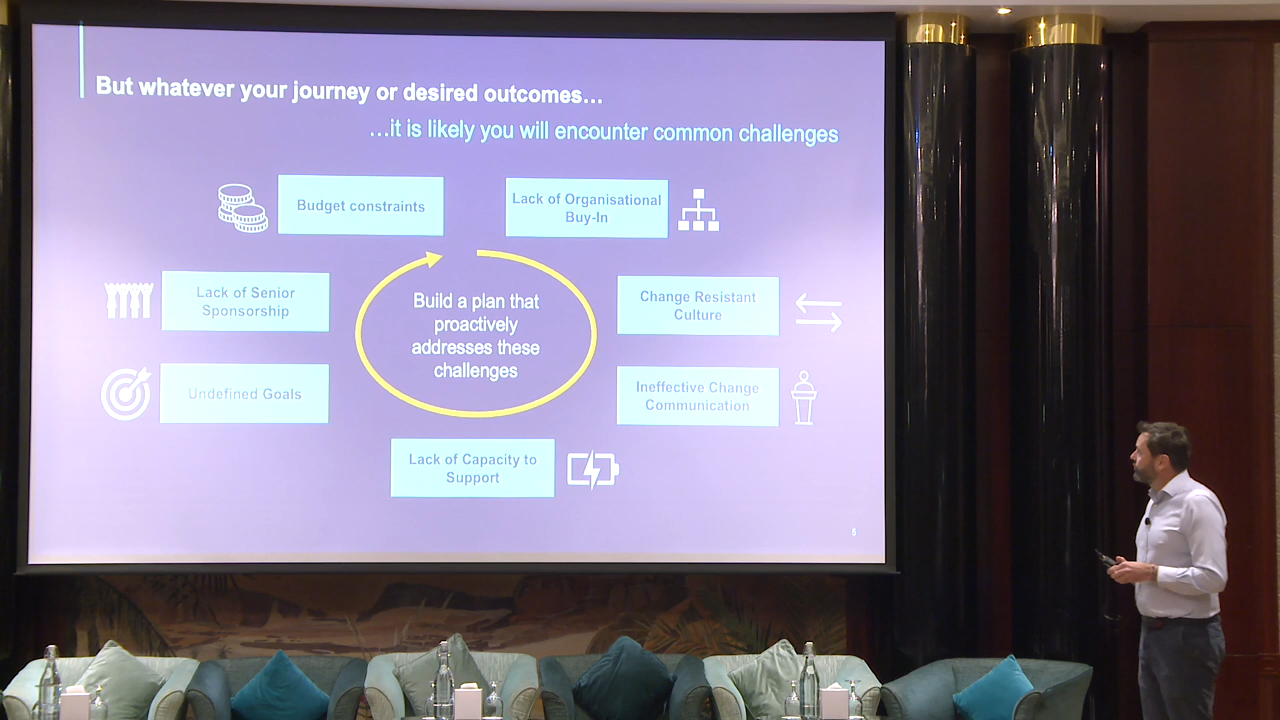 But whatever your journey or desired outcomes…
…it is likely you will encounter common challenges
Budget constraints
Lack of Organisational
Buy-In
Lack of Senior
Sponsorship
Build a plan that
proactively
addresses these
challenges
Change Resistant
Culture
Undefined Goals
Ineffective Change
Communication
Lack of Capacity to
Support
6